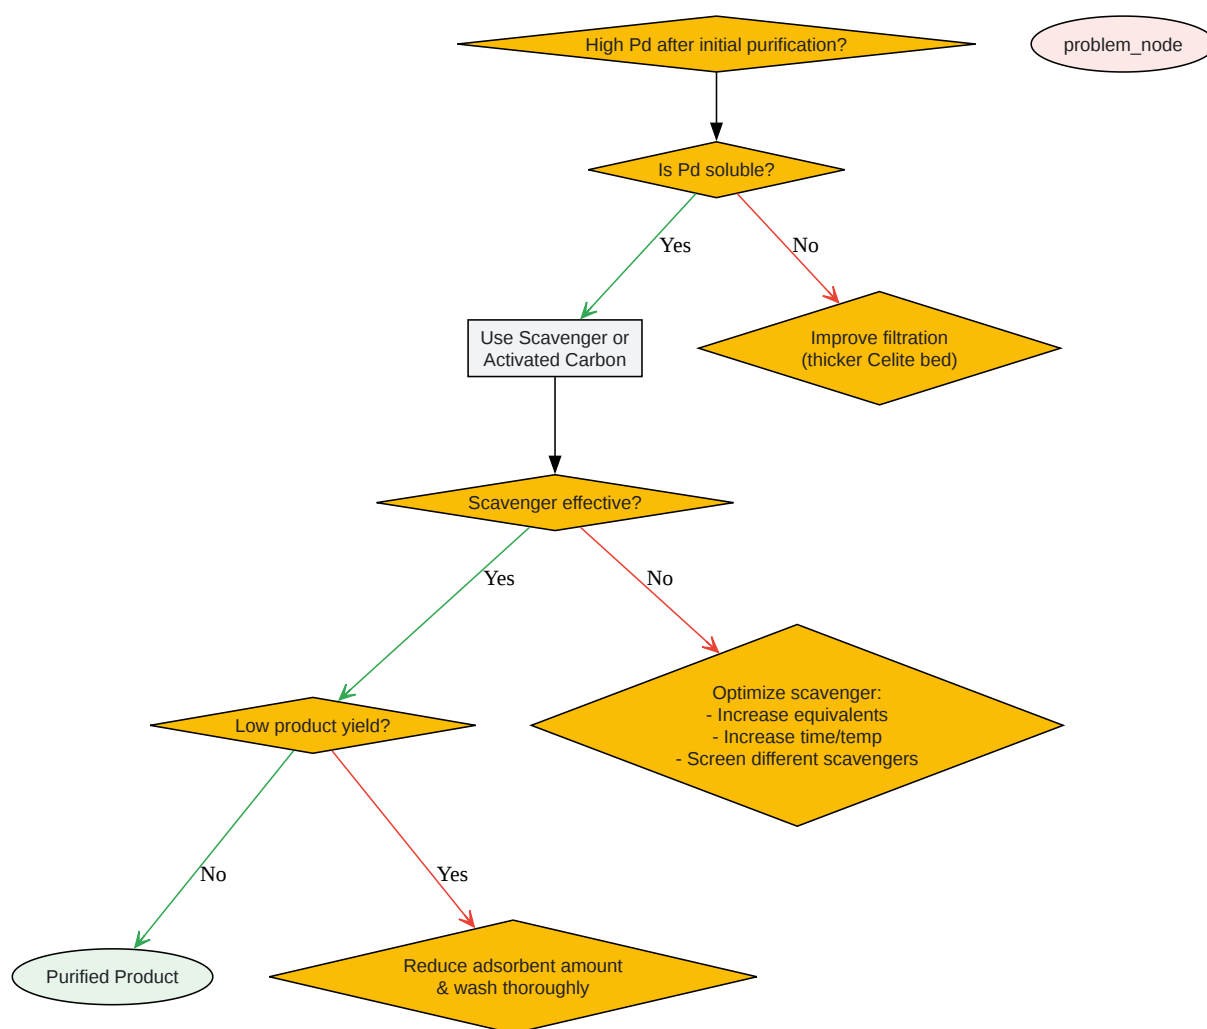 High Pd after initial purification?
problem_node
Is Pd soluble?
Yes
No
Use Scavenger or
Activated Carbon
Improve filtration
(thicker Celite bed)
Scavenger effective?
Yes
No
Low product yield?
Optimize scavenger:
- Increase equivalents
- Increase time/temp
- Screen different scavengers
No
Yes
Purified Product
Reduce adsorbent amount
& wash thoroughly